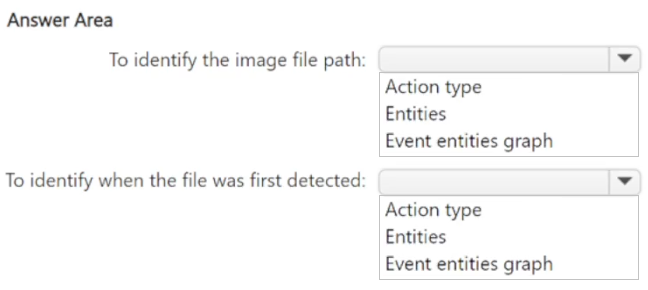 Answer Area
To identify the image file path:
Action type
Entities
Event entities graph
To identify when the file was first detected:
Action type
Entities
Event entities graph